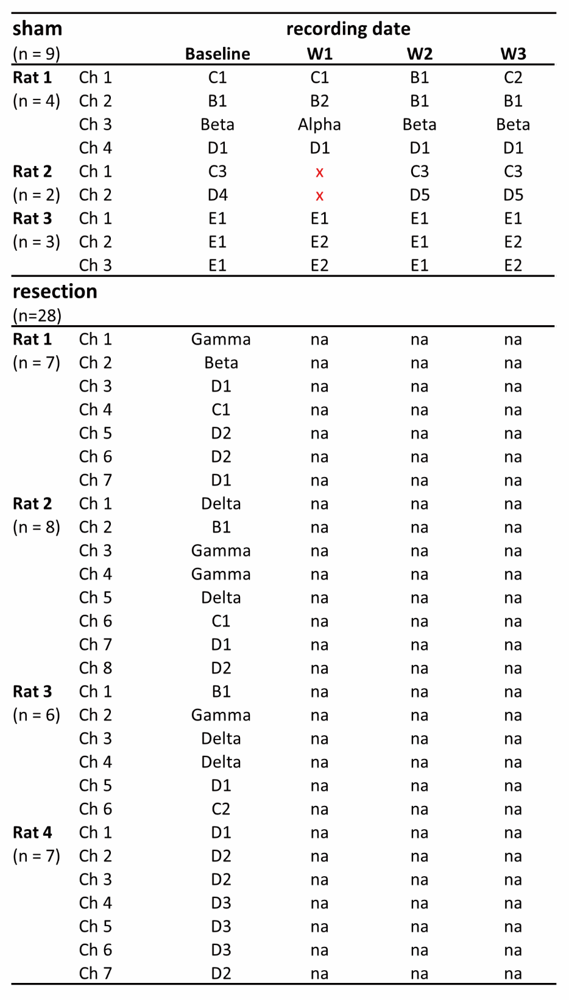 sham recording date
(n = 9) Baseline W1 W2 W3
Rat 1 Ch 1 C1 C1 B1 C2
(n = 4) Ch 2 B1 B2 B1 B1
Ch 3 Beta Alpha Beta Beta
Ch 4 D1 D1 D1 D1
Rat 2 Ch 1 C3 x C3 C3
(n = 2) Ch 2 D4 x D5 D5
Rat 3 Ch 1 E1 E1 E1 E1
(n = 3) Ch 2 E1 E2 E1 E2
Ch 3 E1 E2 E1 E2
resection
(n=28)
Rat 1 Ch 1 Gamma na na na
(n = 7) Ch 2 Beta na na na
Ch 3 D1 na na na
Ch 4 C1 na na na
Ch 5 D2 na na na
Ch 6 D2 na na na
Ch 7 D1 na na na
Rat 2 Ch 1 Delta na na na
(n = 8) Ch 2 B1 na na na
Ch 3 Gamma na na na
Ch 4 Gamma na na na
Ch 5 Delta na na na
Ch 6 C1 na na na
Ch 7 D1 na na na
Ch 8 D2 na na na
Rat 3 Ch 1 B1 na na na
(n = 6) Ch 2 Gamma na na na
Ch 3 Delta na na na
Ch 4 Delta na na na
Ch 5 D1 na na na
Ch 6 C2 na na na
Rat 4 Ch 1 D1 na na na
(n = 7) Ch 2 D2 na na na
Ch 3 D2 na na na
Ch 4 D3 na na na
Ch 5 D3 na na na
Ch 6 D3 na na na
Ch 7 D2 na na na